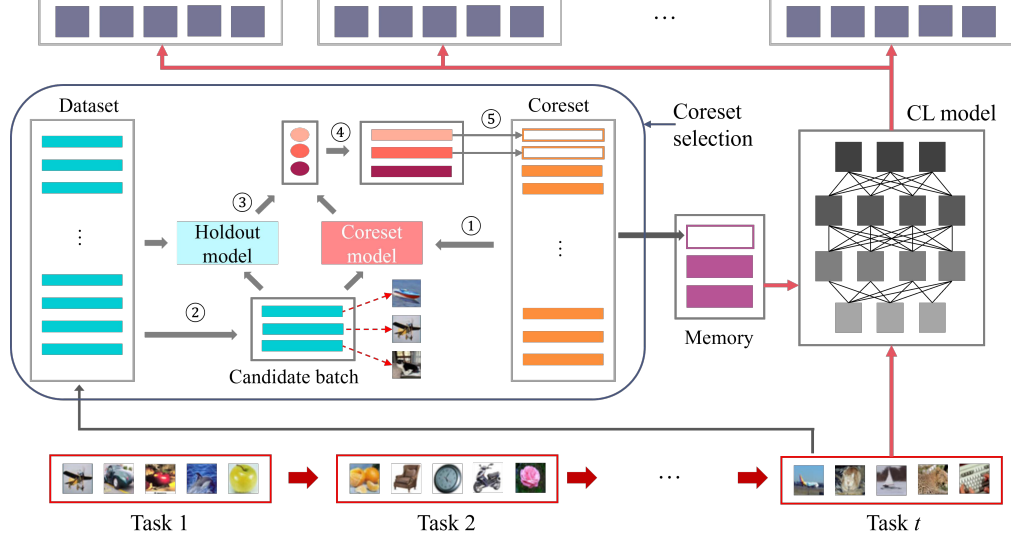 ...
Dataset
Coreset
Coreset
selection
CL model
④
⑤
③
①
Holdout
model
Coreset
model
⋮
⋮
②
Candidate batch
Memory
...
Task 1
Task 2
Task t